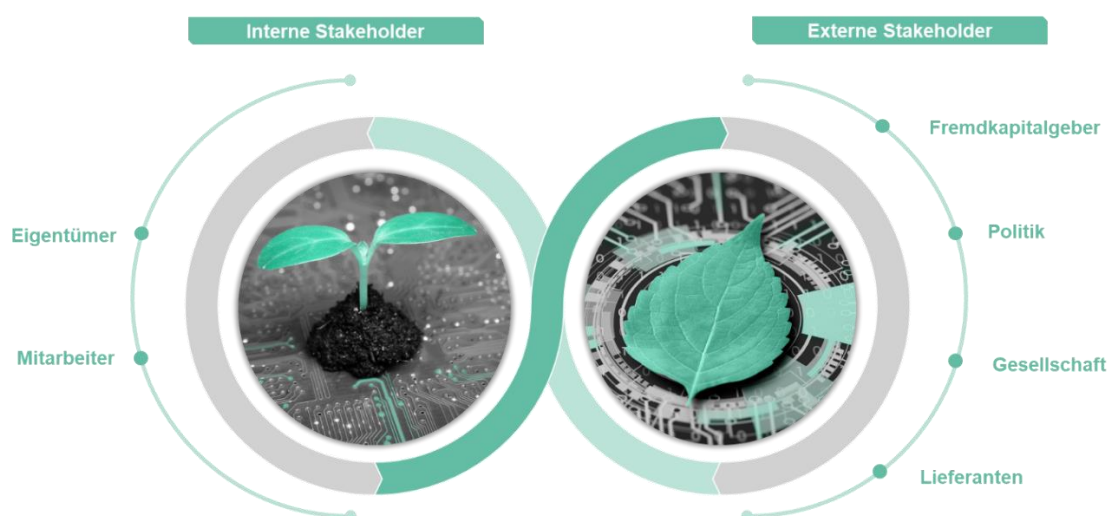 Interne Stakeholder
Externe Stakeholder
Eigentümer
Mitarbeiter
Fremdkapitalgeber
Politik
Gesellschaft
Lieferanten